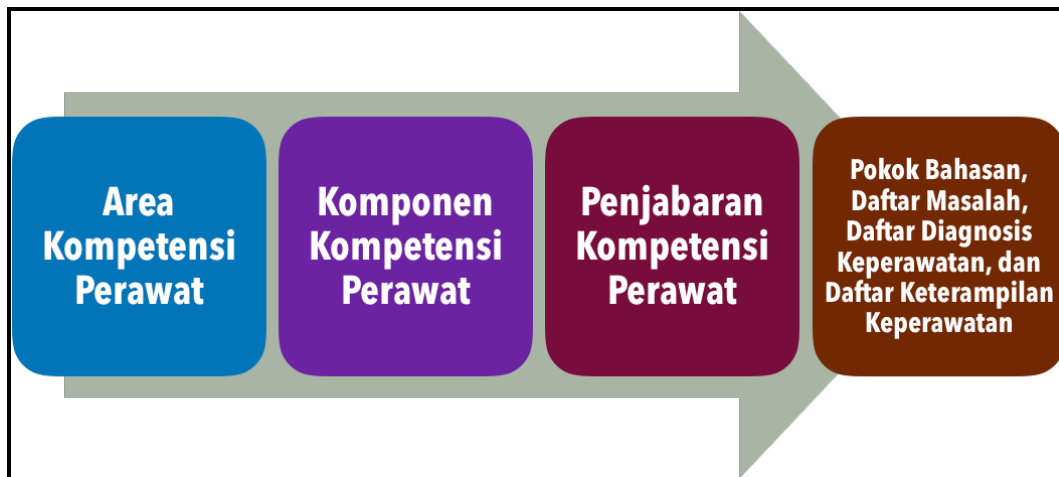 Area
Kompetensi
Perawat
Komponen
Kompetensi
Perawat
Penjabaran
Kompetensi
Perawat
Pokok Bahasan,
Daftar Masalah,
Daftar Diagnosis
Keperawatan, dan
Daftar Keterampilan
Keperawatan